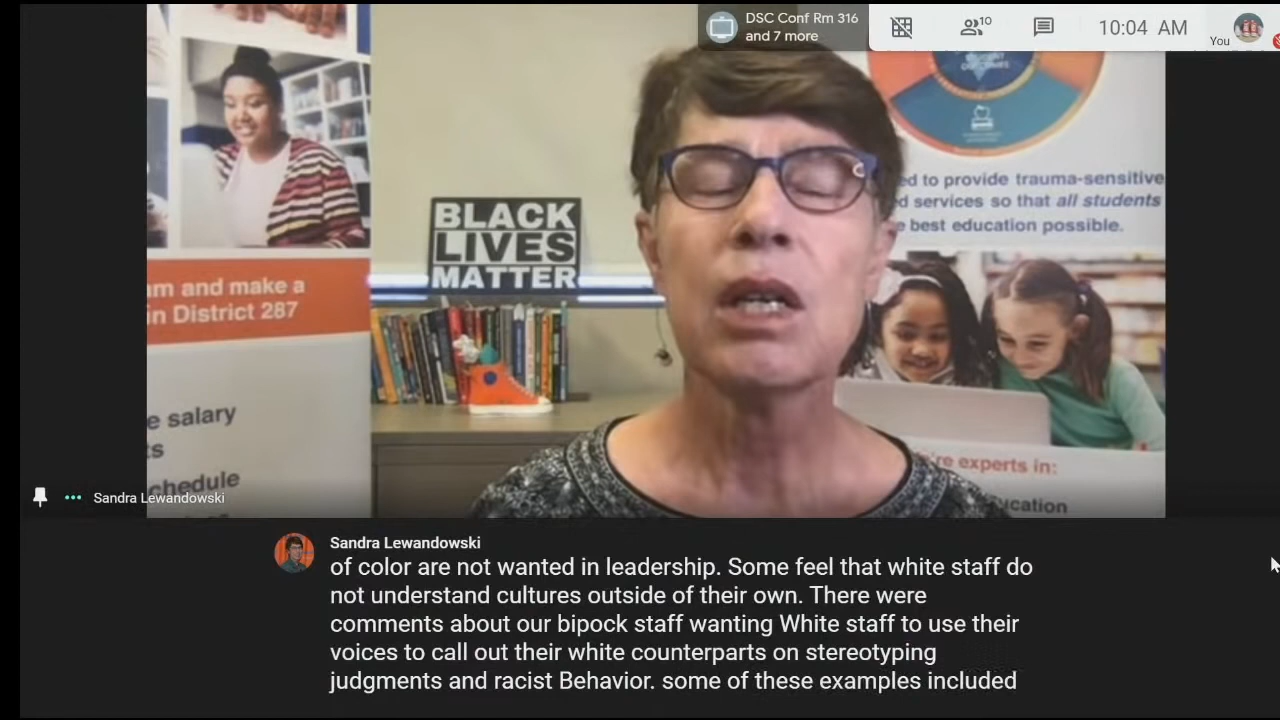 DSC Conf Rm 316
and 7 more
10
10:04 AM
You
OUTCOMES
BLACK
LIVES
MATTER
ed to provide trauma-sensitive
d services so that all students
e best education possible.
m and make a
in District 287
e salary
ts
chedule
're experts in:
ucation
Sandra Lewandowski
Sandra Lewandowski
of color are not wanted in leadership. Some feel that white staff do
not understand cultures outside of their own. There were
comments about our bipock staff wanting White staff to use their
voices to call out their white counterparts on stereotyping
judgments and racist Behavior. some of these examples included